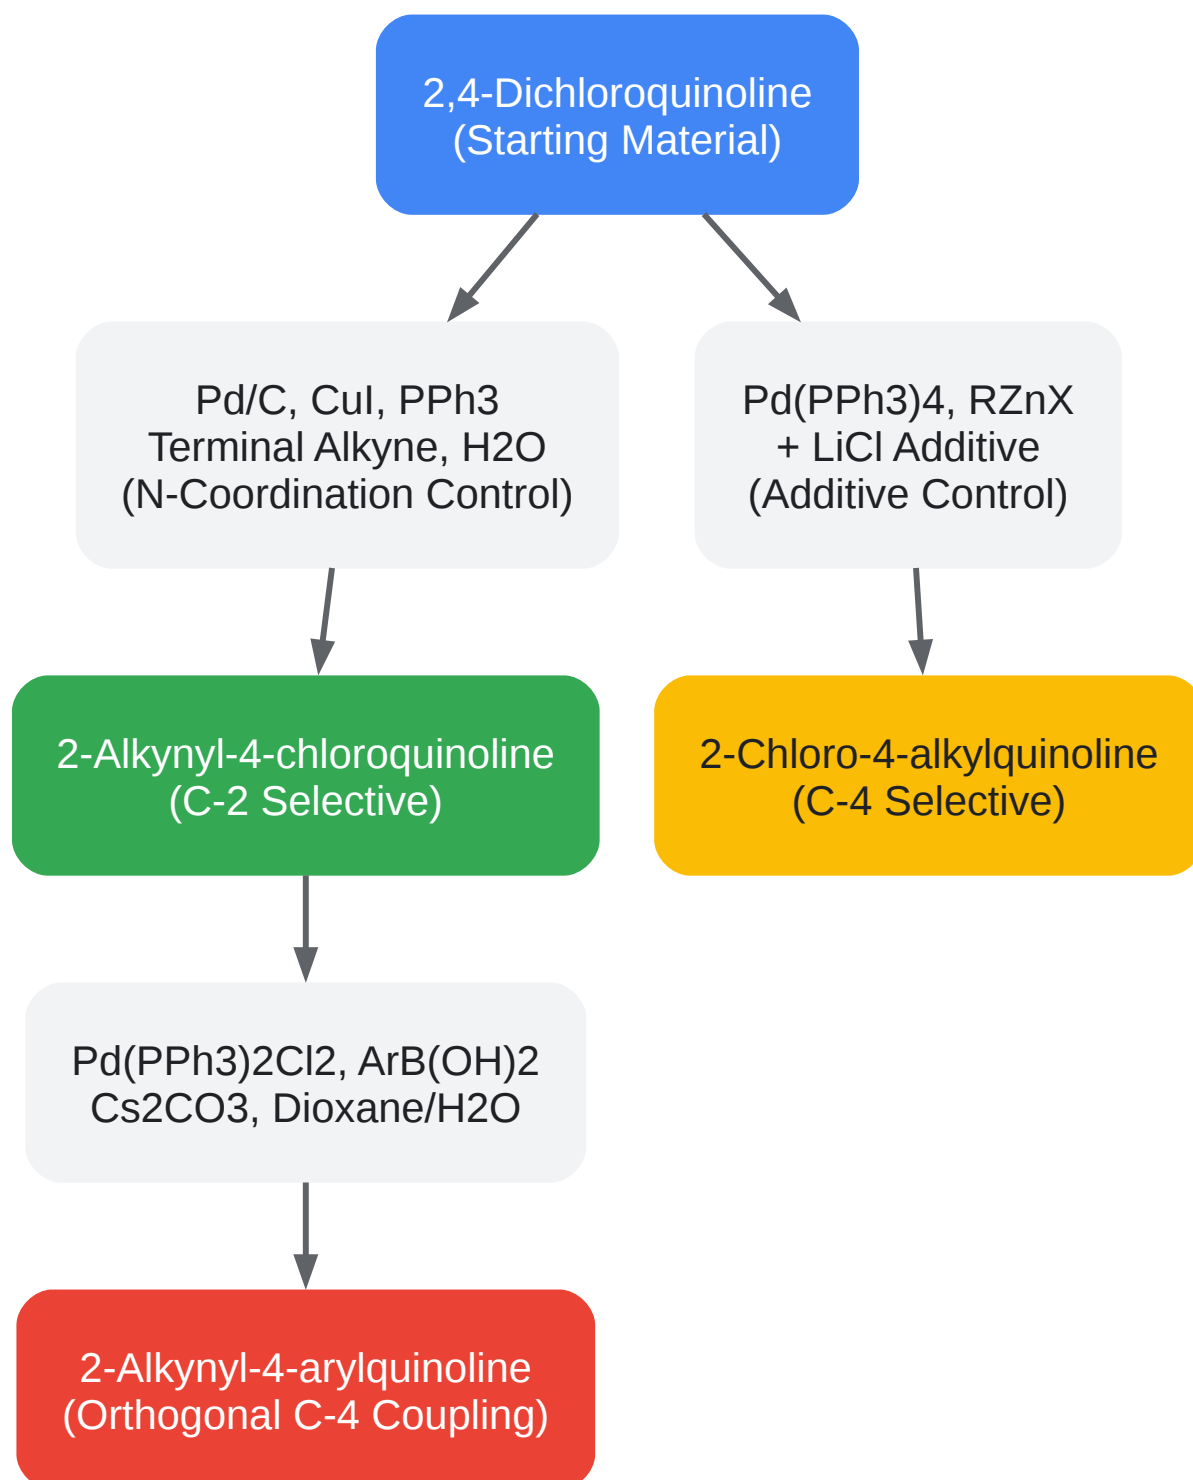 2,4-Dichloroquinoline
(Starting Material)
Pd/C, CuI, PPh3
Terminal Alkyne, H2O
(N-Coordination Control)
Pd(PPh3)4, RZnX
+ LiCl Additive
(Additive Control)
2-Alkynyl-4-chloroquinoline
(C-2 Selective)
2-Chloro-4-alkylquinoline
(C-4 Selective)
Pd(PPh3)2Cl2, ArB(OH)2
Cs2CO3, Dioxane/H2O
2-Alkynyl-4-arylquinoline
(Orthogonal C-4 Coupling)